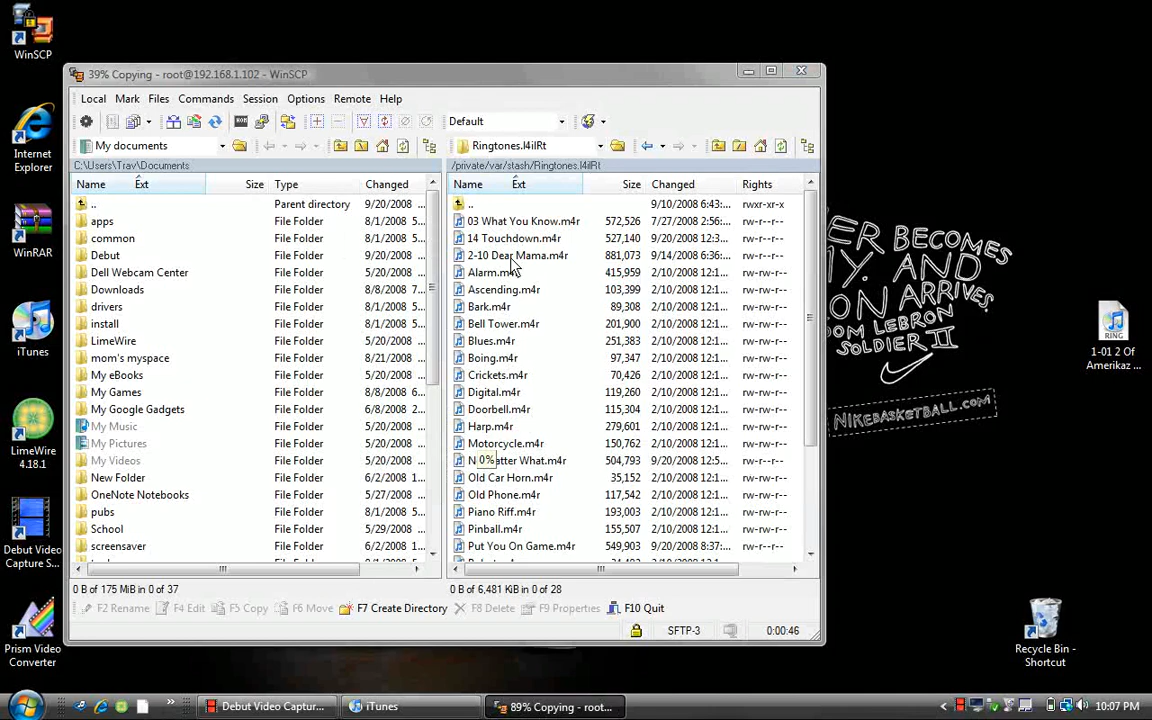 WinSCP
Internet
Explorer
WinRAR
iTunes
LimeWire
4.18.1
Debut Video
Capture S...
Prism Video
Converter
39% Copying - root@192.168.1.102 - WinSCP
Local Mark Files Commands Session Options Remote Help
Default
My documents
Ringtones.l4ilRt
C:\Users\Trav\Documents
/private/var/stash/Ringtones.l4ilRt
Name Ext Size Type Changed
.. Parent directory 9/20/2008 ...
apps File Folder 8/1/2008 5...
common File Folder 8/1/2008 5...
Debut File Folder 9/20/2008 ...
Dell Webcam Center File Folder 5/20/2008 ...
Downloads File Folder 8/8/2008 7...
drivers File Folder 8/1/2008 5...
install File Folder 8/1/2008 5...
LimeWire File Folder 5/20/2008 ...
mom's myspace File Folder 8/21/2008 ...
My eBooks File Folder 5/20/2008 ...
My Games File Folder 8/8/2008 6...
My Google Gadgets File Folder 6/8/2008 2...
My Music File Folder 5/20/2008 ...
My Pictures File Folder 5/20/2008 ...
My Videos File Folder 5/20/2008 ...
New Folder File Folder 6/2/2008 1...
OneNote Notebooks File Folder 5/27/2008 ...
pubs File Folder 8/1/2008 5...
School File Folder 5/29/2008 ...
screensaver File Folder 6/2/2008 1...
Name Ext Size Changed Rights
.. 9/10/2008 6:43:... rwxr-xr-x
03 What You Know.m4r 572,526 7/27/2008 2:56:... rw-r--r--
14 Touchdown.m4r 527,140 9/20/2008 12:3... rw-r--r--
2-10 Dear Mama.m4r 881,073 9/14/2008 6:36:... rw-r--r--
Alarm.m4r 415,959 2/10/2008 12:1... rw-rw-r--
Ascending.m4r 103,399 2/10/2008 12:1... rw-rw-r--
Bark.m4r 89,308 2/10/2008 12:1... rw-rw-r--
Bell Tower.m4r 201,900 2/10/2008 12:1... rw-rw-r--
Blues.m4r 251,383 2/10/2008 12:1... rw-rw-r--
Boing.m4r 97,347 2/10/2008 12:1... rw-rw-r--
Crickets.m4r 70,426 2/10/2008 12:1... rw-rw-r--
Digital.m4r 119,260 2/10/2008 12:1... rw-rw-r--
Doorbell.m4r 115,304 2/10/2008 12:1... rw-rw-r--
Harp.m4r 279,601 2/10/2008 12:1... rw-rw-r--
Motorcycle.m4r 150,762 2/10/2008 12:1... rw-rw-r--
0%
N atter What.m4r 504,793 9/20/2008 12:5... rw-r--r--
Old Car Horn.m4r 35,152 2/10/2008 12:1... rw-rw-r--
Old Phone.m4r 117,542 2/10/2008 12:1... rw-rw-r--
Piano Riff.m4r 193,003 2/10/2008 12:1... rw-rw-r--
Pinball.m4r 155,507 2/10/2008 12:1... rw-rw-r--
Put You On Game.m4r 549,903 9/20/2008 8:37:... rw-r--r--
0 B of 175 MiB in 0 of 37
0 B of 6,481 KiB in 0 of 28
F2 Rename F4 Edit F5 Copy F6 Move F7 Create Directory F8 Delete F9 Properties F10 Quit
SFTP-3 0:00:46
ER BECOMES
Y. AND
ON ARRIVES,
OM LEBRON
SOLDIER II
NIKEBASKETBALL.COM
RING
1-01 2 Of
Amerikaz ...
Recycle Bin -
Shortcut
Debut Video Captur...
iTunes
89% Copying - root...
10:07 PM